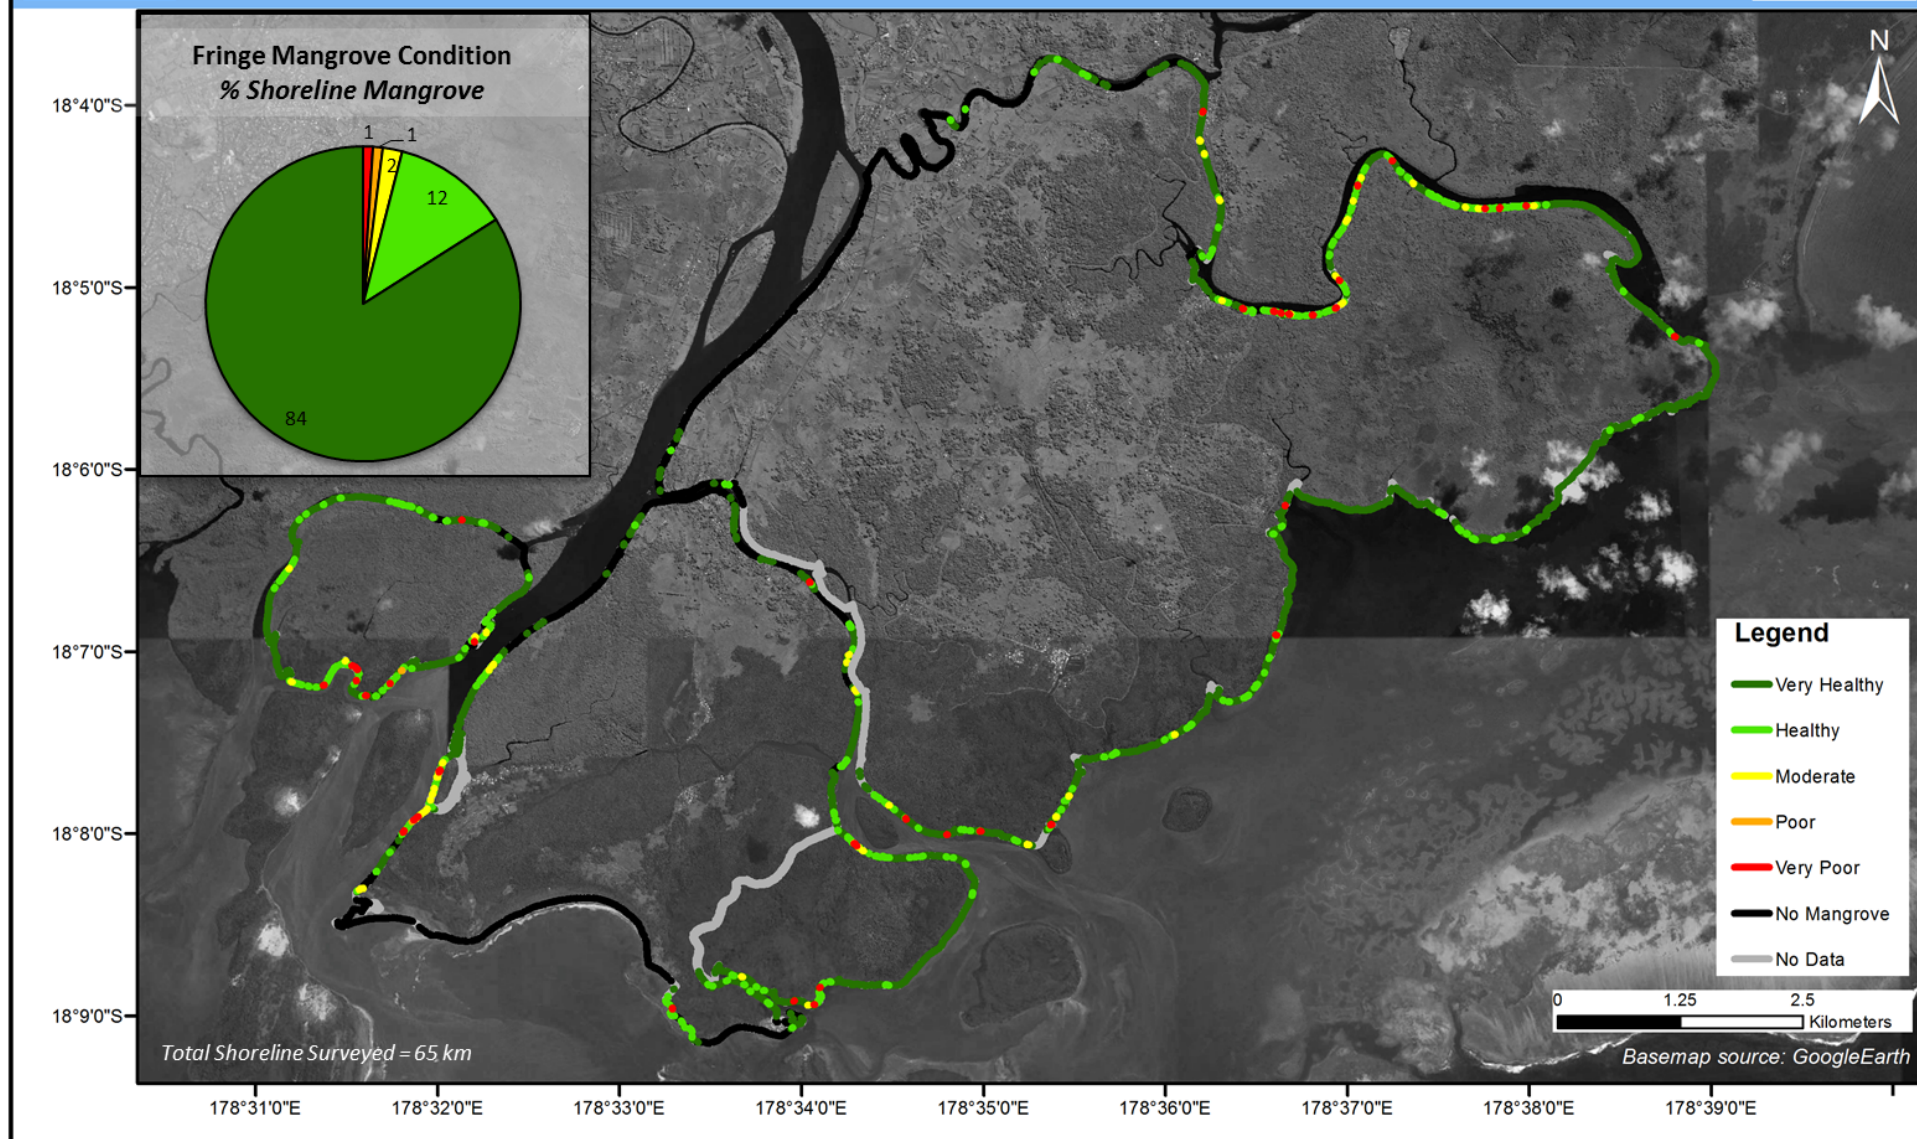 Fringe Mangrove Condition
% Shoreline Mangrove
1
1
2
12
84
N
18°4'0"S
18°5'0"S
18°6'0"S
18°7'0"S
18°8'0"S
18°9'0"S
Legend
Very Healthy
Healthy
Moderate
Poor
Very Poor
No Mangrove
No Data
0 1.25 2.5
Kilometers
Total Shoreline Surveyed = 65 km
Basemap source: GoogleEarth
178°31'0"E 178°32'0"E 178°33'0"E 178°34'0"E 178°35'0"E 178°36'0"E 178°37'0"E 178°38'0"E 178°39'0"E